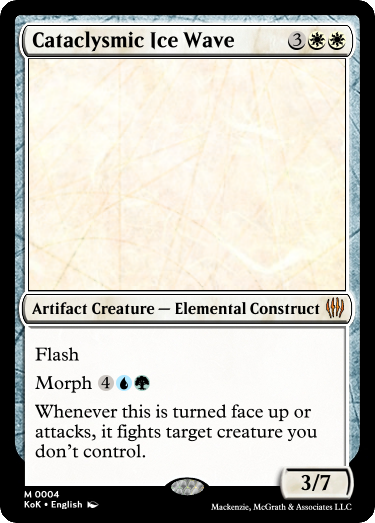 Cataclysmic Ice Wave 3
Artifact Creature — Elemental Construct
Flash
Morph 4
Whenever this is turned face up or
attacks, it fights target creature you
don't control.
3/7
M 0004
KoK • English
Mackenzie, McGrath & Associates LLC